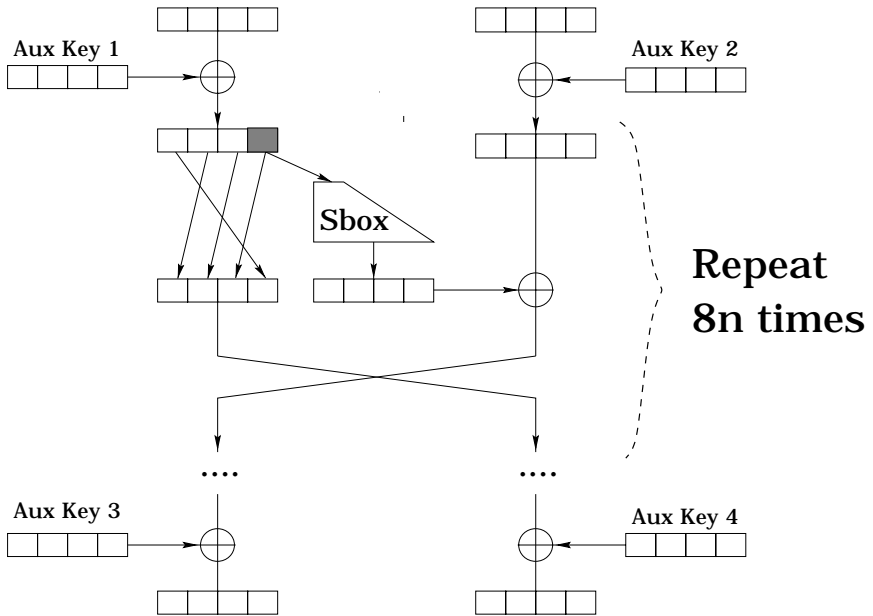 Aux Key 1
Aux Key 2
Sbox
Repeat
8n times
....
....
Aux Key 3
Aux Key 4